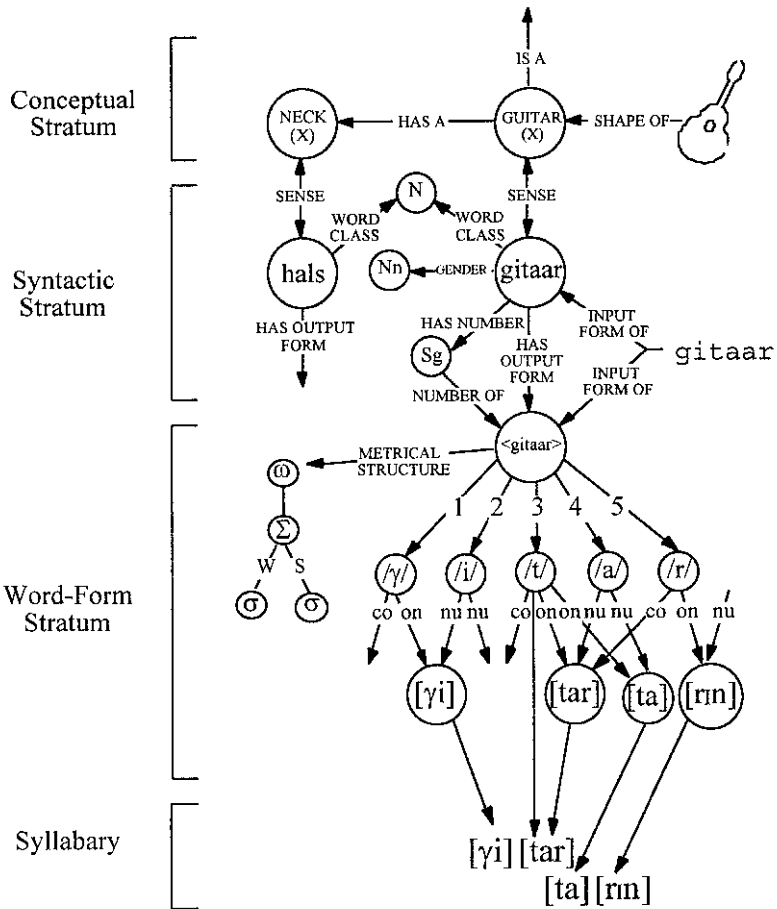 IS A
Conceptual
Stratum
NECK
(X)
HAS A
GUITAR
(X)
SHAPE OF
SENSE
SENSE
N
WORD
CLASS
WORD
CLASS
Syntactic
Stratum
hals
Nn
GENDER
gitaar
HAS OUTPUT
FORM
HAS NUMBER
HAS
OUTPUT
FORM
INPUT
FORM OF
gitaar
Sg
INPUT
FORM OF
NUMBER OF
<gitaar>
METRICAL
STRUCTURE
ω
Σ
W S
σ σ
1 2 3 4 5
Word-Form
Stratum
/γ/ /i/ /t/ /a/ /r/
co on nu nu co on on nu nu co on nu
[γi] [tar] [ta] [rın]
Syllabary
[γi] [tar]
[ta] [rın]